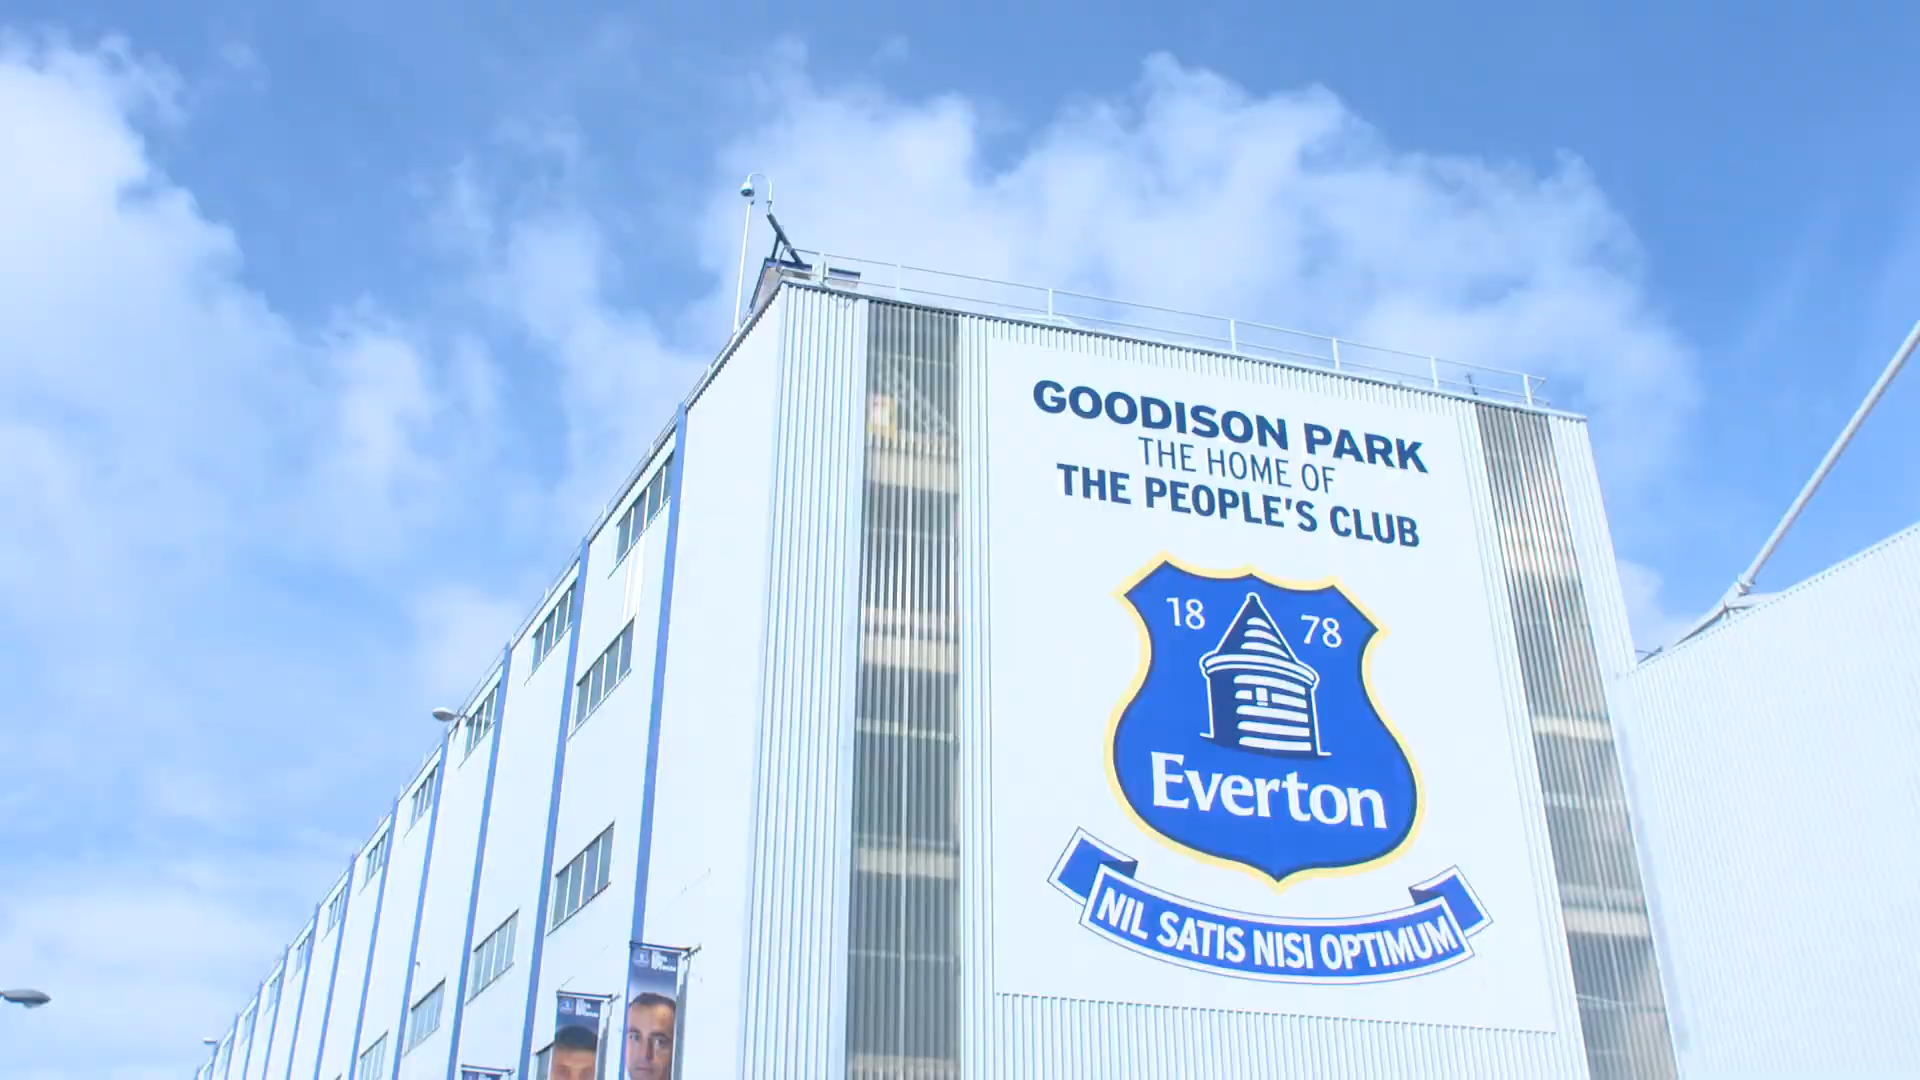 GOODISON PARK
THE HOME OF
THE PEOPLE'S CLUB
18 78
Everton
NIL SATIS NISI OPTIMUM